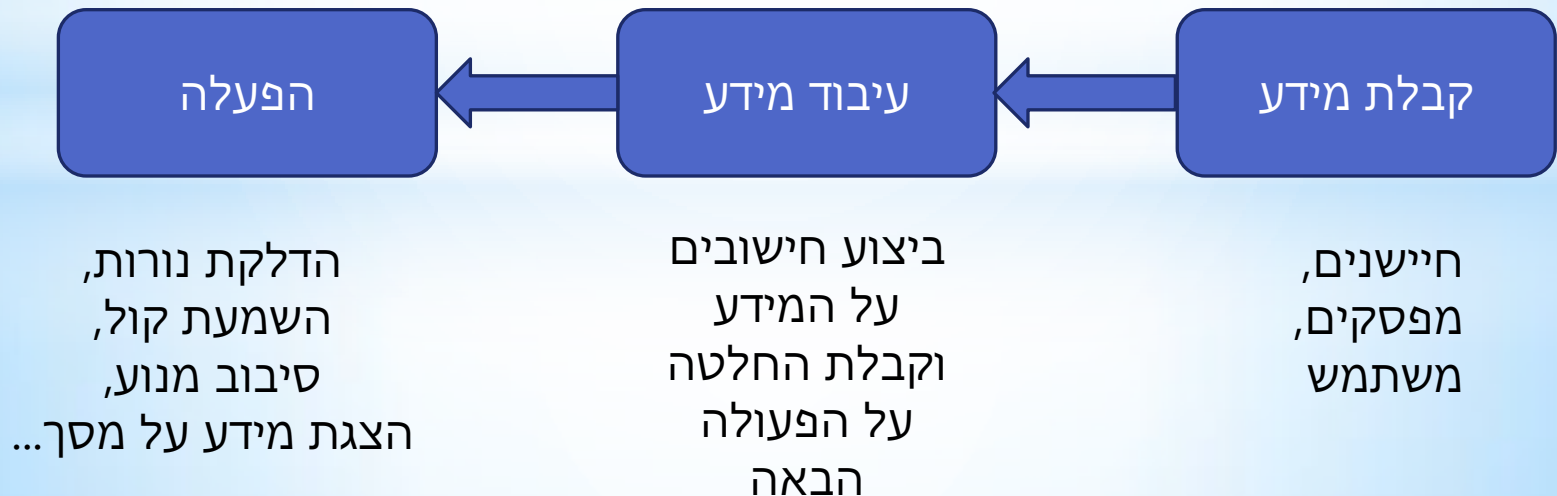 קבלת מידע
עיבוד מידע
הפעלה
חיישנים,
מפסקים,
משתמש
ביצוע חישובים
על המידע
וקבלת החלטה
על הפעולה
הבאה
הדלקת נורות,
השמעת קול,
סיבוב מנוע,
הצגת מידע על מסך...